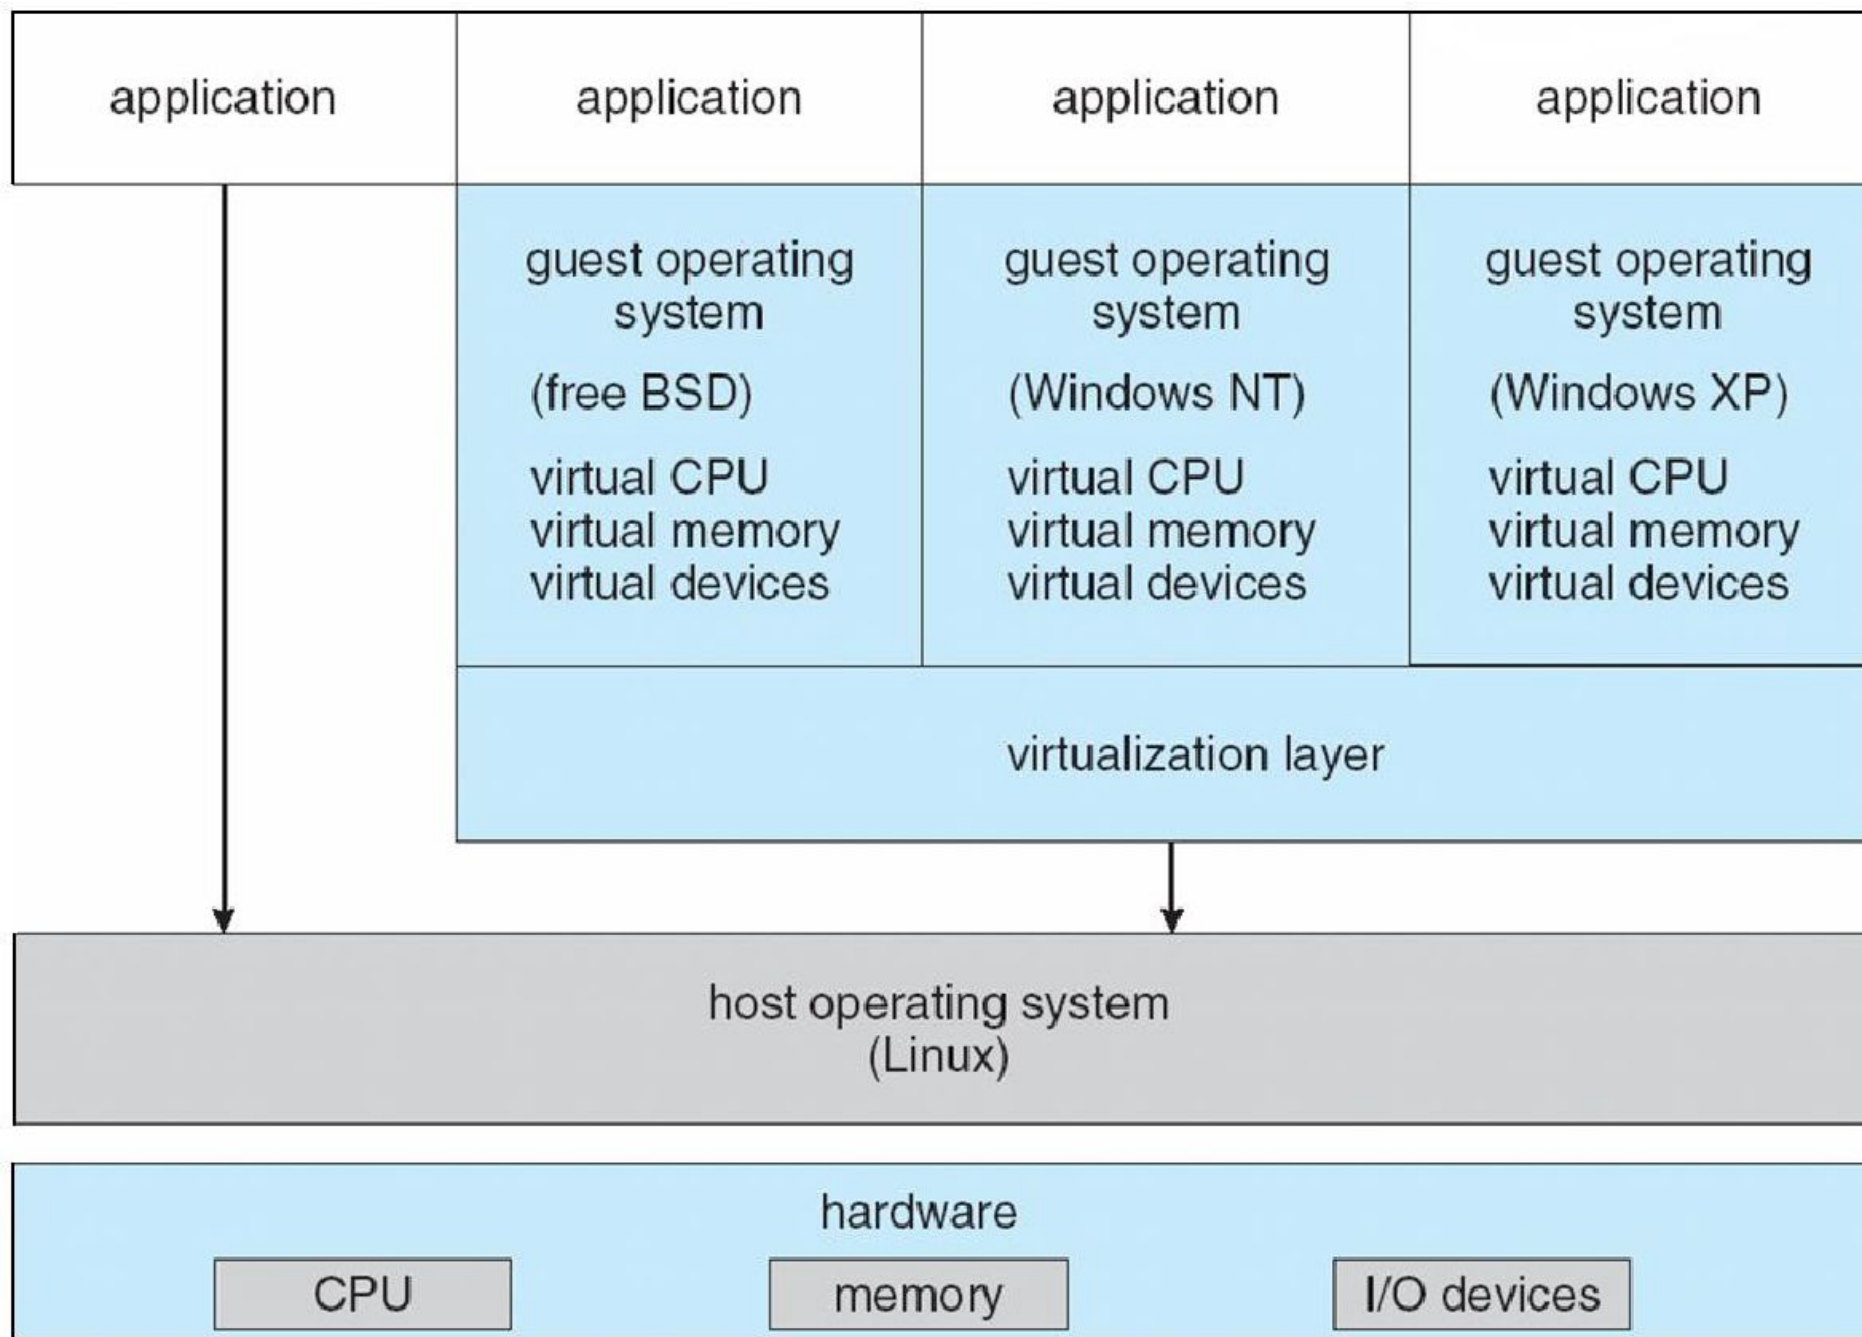 application
application
application
application
guest operating
system
(free BSD)
virtual CPU
virtual memory
virtual devices
guest operating
system
(Windows NT)
virtual CPU
virtual memory
virtual devices
guest operating
system
(Windows XP)
virtual CPU
virtual memory
virtual devices
virtualization layer
host operating system
(Linux)
hardware
CPU
memory
I/O devices